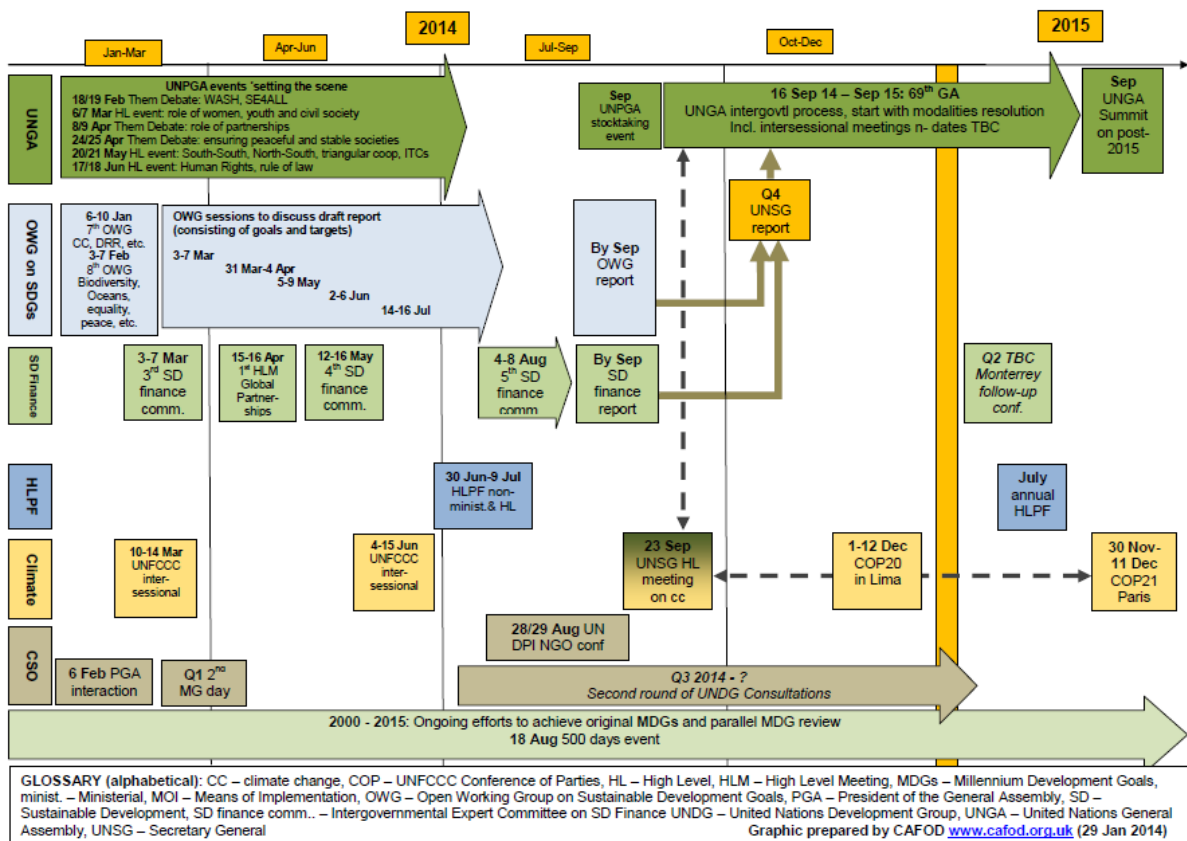 2014
2015
Jan-Mar
Apr-Jun
Jul-Sep
Oct-Dec
UNGA
UNPGA events 'setting the scene
18/19 Feb Them Debate: WASH, SE4ALL
6/7 Mar HL event: role of women, youth and civil society
8/9 Apr Them Debate: role of partnerships
24/25 Apr Them Debate: ensuring peaceful and stable societies
20/21 May HL event: South-South, North-South, triangular coop, ITCs
17/18 Jun HL event: Human Rights, rule of law
Sep
UNPGA
stocktaking
event
16 Sep 14 – Sep 15: 69th GA
UNGA intergovtl process, start with modalities resolution
Incl. intersessional meetings n- dates TBC
Sep
UNGA
Summit
on post-
2015
OWG on SDGs
6-10 Jan
7th OWG
CC, DRR, etc.
3-7 Feb
8th OWG
Biodiversity,
Oceans,
equality,
peace, etc.
OWG sessions to discuss draft report
(consisting of goals and targets)
3-7 Mar
31 Mar-4 Apr
5-9 May
2-6 Jun
14-16 Jul
By Sep
OWG
report
Q4
UNSG
report
SD Finance
3-7 Mar
3rd SD
finance
comm.
15-16 Apr
1st HLM
Global
Partner-
ships
12-16 May
4th SD
finance
comm.
4-8 Aug
5th SD
finance
comm
By Sep
SD
finance
report
Q2 TBC
Monterrey
follow-up
conf.
HLPF
30 Jun-9 Jul
HLPF non-
minist.& HL
July
annual
HLPF
Climate
10-14 Mar
UNFCCC
inter-
sessional
4-15 Jun
UNFCCC
inter-
sessional
23 Sep
UNSG HL
meeting
on cc
1-12 Dec
COP20
in Lima
30 Nov-
11 Dec
COP21
Paris
CSO
6 Feb PGA
interaction
Q1 2nd
MG day
28/29 Aug UN
DPI NGO conf
Q3 2014 - ?
Second round of UNDG Consultations
2000 - 2015: Ongoing efforts to achieve original MDGs and parallel MDG review
18 Aug 500 days event
GLOSSARY (alphabetical): CC – climate change, COP – UNFCCC Conference of Parties, HL – High Level, HLM – High Level Meeting, MDGs – Millennium Development Goals,
minist. – Ministerial, MOI – Means of Implementation, OWG – Open Working Group on Sustainable Development Goals, PGA – President of the General Assembly, SD –
Sustainable Development, SD finance comm.. – Intergovernmental Expert Committee on SD Finance UNDG – United Nations Development Group, UNGA – United Nations General
Assembly, UNSG – Secretary General
Graphic prepared by CAFOD www.cafod.org.uk (29 Jan 2014)